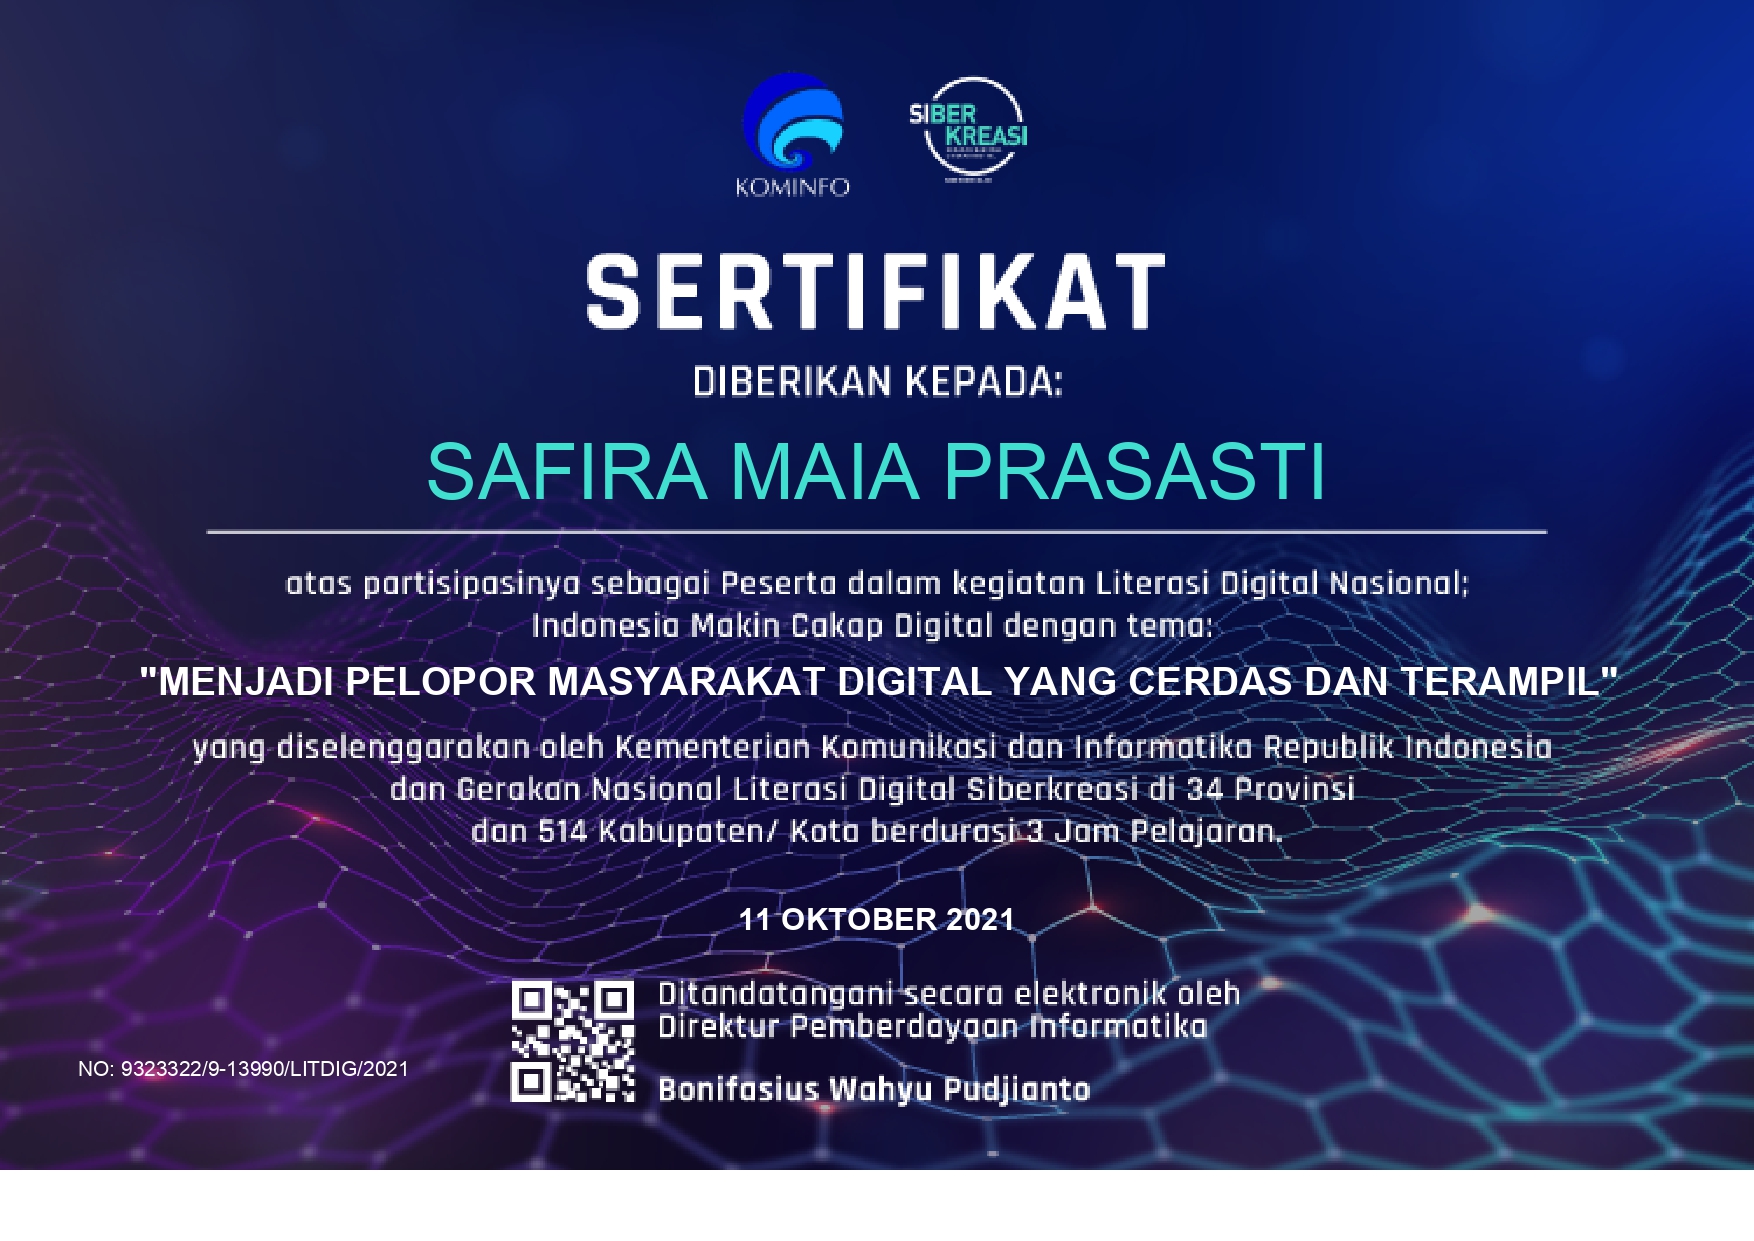 KOMINFO
SIBER
KREASI
SERTIFIKAT
DIBERIKAN KEPADA:
SAFIRA MAIA PRASASTI
atas partisipasinya sebagai Peserta dalam kegiatan Literasi Digital Nasional;
Indonesia Makin Cakap Digital dengan tema:
"MENJADI PELOPOR MASYARAKAT DIGITAL YANG CERDAS DAN TERAMPIL"
yang diselenggarakan oleh Kementerian Komunikasi dan Informatika Republik Indonesia
dan Gerakan Nasional Literasi Digital Siberkreasi di 34 Provinsi
dan 514 Kabupaten/ Kota berdurasi 3 Jam Pelajaran.
11 OKTOBER 2021
Ditandatangani secara elektronik oleh
Direktur Pemberdayaan Informatika
Bonifasius Wahyu Pudjianto
NO: 9323322/9-13990/LITDIG/2021